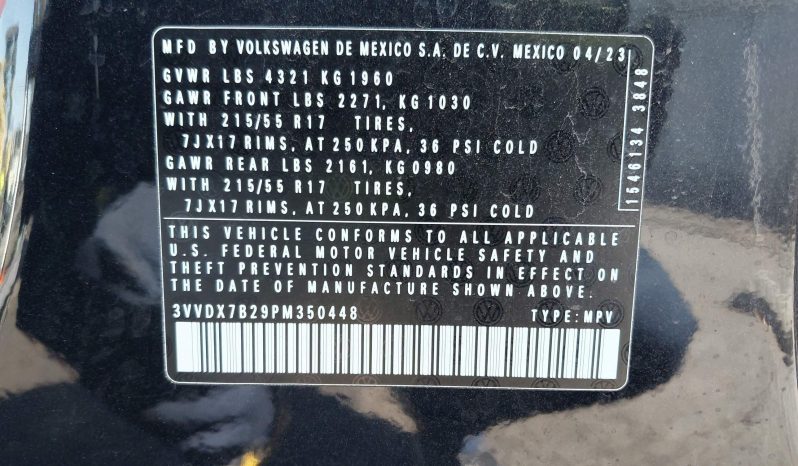 MFD BY VOLKSWAGEN DE MEXICO S.A. DE C.V. MEXICO 04/23
GVWR LBS 4321 KG 1960
GAWR FRONT LBS 2271, KG 1030
WITH 215/55 R17 TIRES,
7JX17 RIMS, AT 250 KPA, 36 PSI COLD
GAWR REAR LBS 2161, KG 0980
WITH 215/55 R17 TIRES,
7JX17 RIMS, AT 250 KPA, 36 PSI COLD
1546134 3848
THIS VEHICLE CONFORMS TO ALL APPLICABLE
U.S. FEDERAL MOTOR VEHICLE SAFETY AND
THEFT PREVENTION STANDARDS IN EFFECT ON
THE DATE OF MANUFACTURE SHOWN ABOVE.
3VVDX7B29PM350448 TYPE: MPV